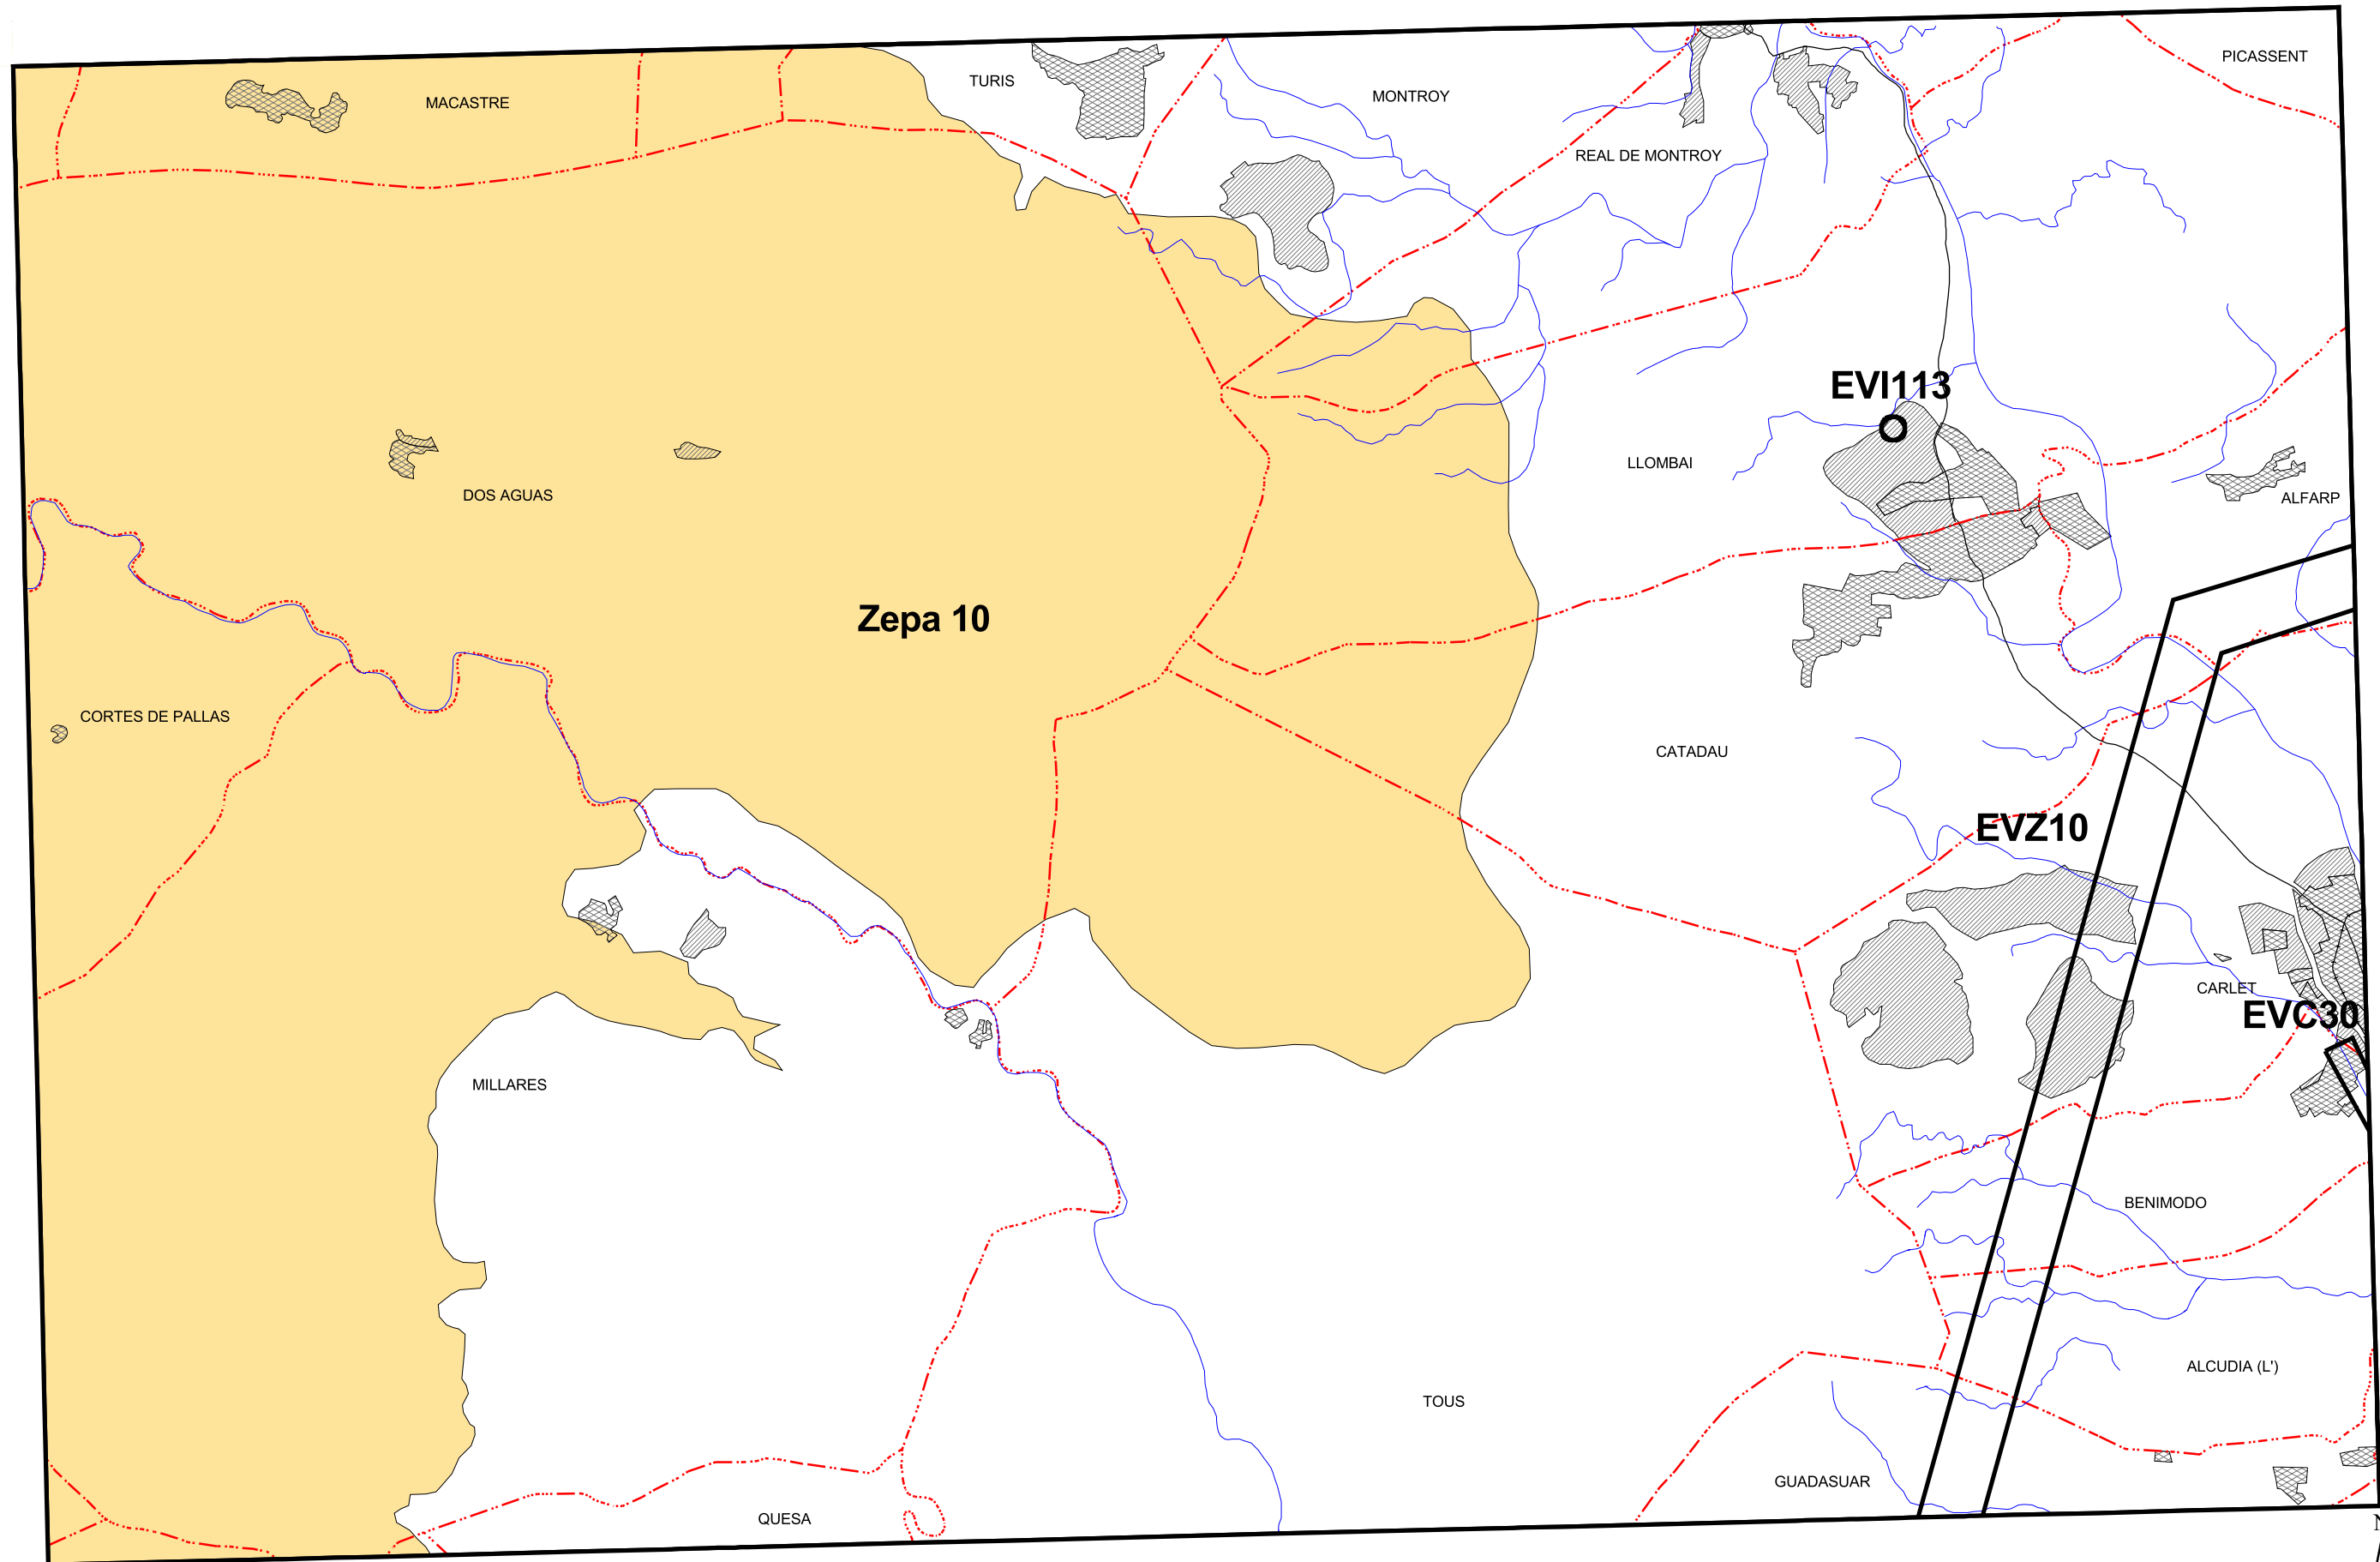 PICASSENT
TURIS
MONTROY
MACASTRE
REAL DE MONTROY
EVI113
LLOMBAI
DOS AGUAS
ALFARP
Zepa 10
CORTES DE PALLAS
CATADAU
EVZ10
CARLET
EVC30
MILLARES
BENIMODO
ALCUDIA (L')
TOUS
GUADASUAR
QUESA